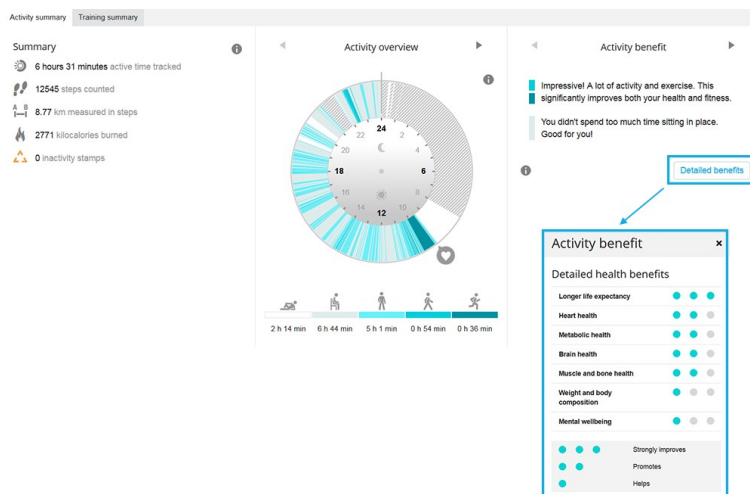 Activity summary
Training summary
Summary
6 hours 31 minutes active time tracked
12545 steps counted
A B
8.77 km measured in steps
2771 kilocalories burned
0 inactivity stamps
Activity overview
24
22
2
20
4
18
6
16
8
14
10
12
2 h 14 min
6 h 44 min
5 h 1 min
0 h 54 min
0 h 36 min
Activity benefit
Impressive! A lot of activity and exercise. This
significantly improves both your health and fitness.
You didn't spend too much time sitting in place.
Good for you!
Detailed benefits
Activity benefit
×
Detailed health benefits
Longer life expectancy
Heart health
Metabolic health
Brain health
Muscle and bone health
Weight and body
composition
Mental wellbeing
Strongly improves
Promotes
Helps